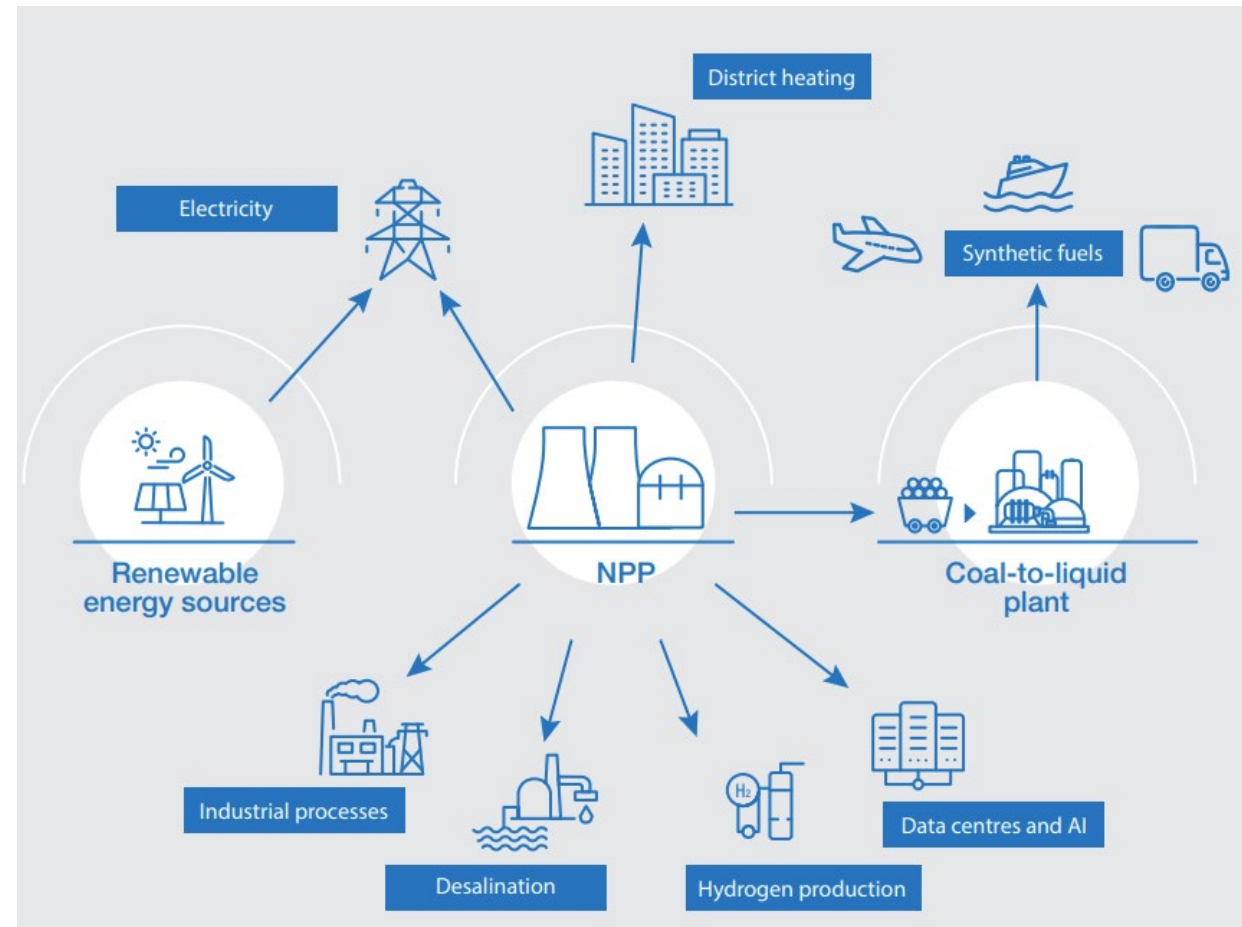 District heating
Electricity
Synthetic fuels
Renewable
energy sources
NPP
Coal-to-liquid
plant
Industrial processes
Desalination
H₂
Hydrogen production
Data centres and AI